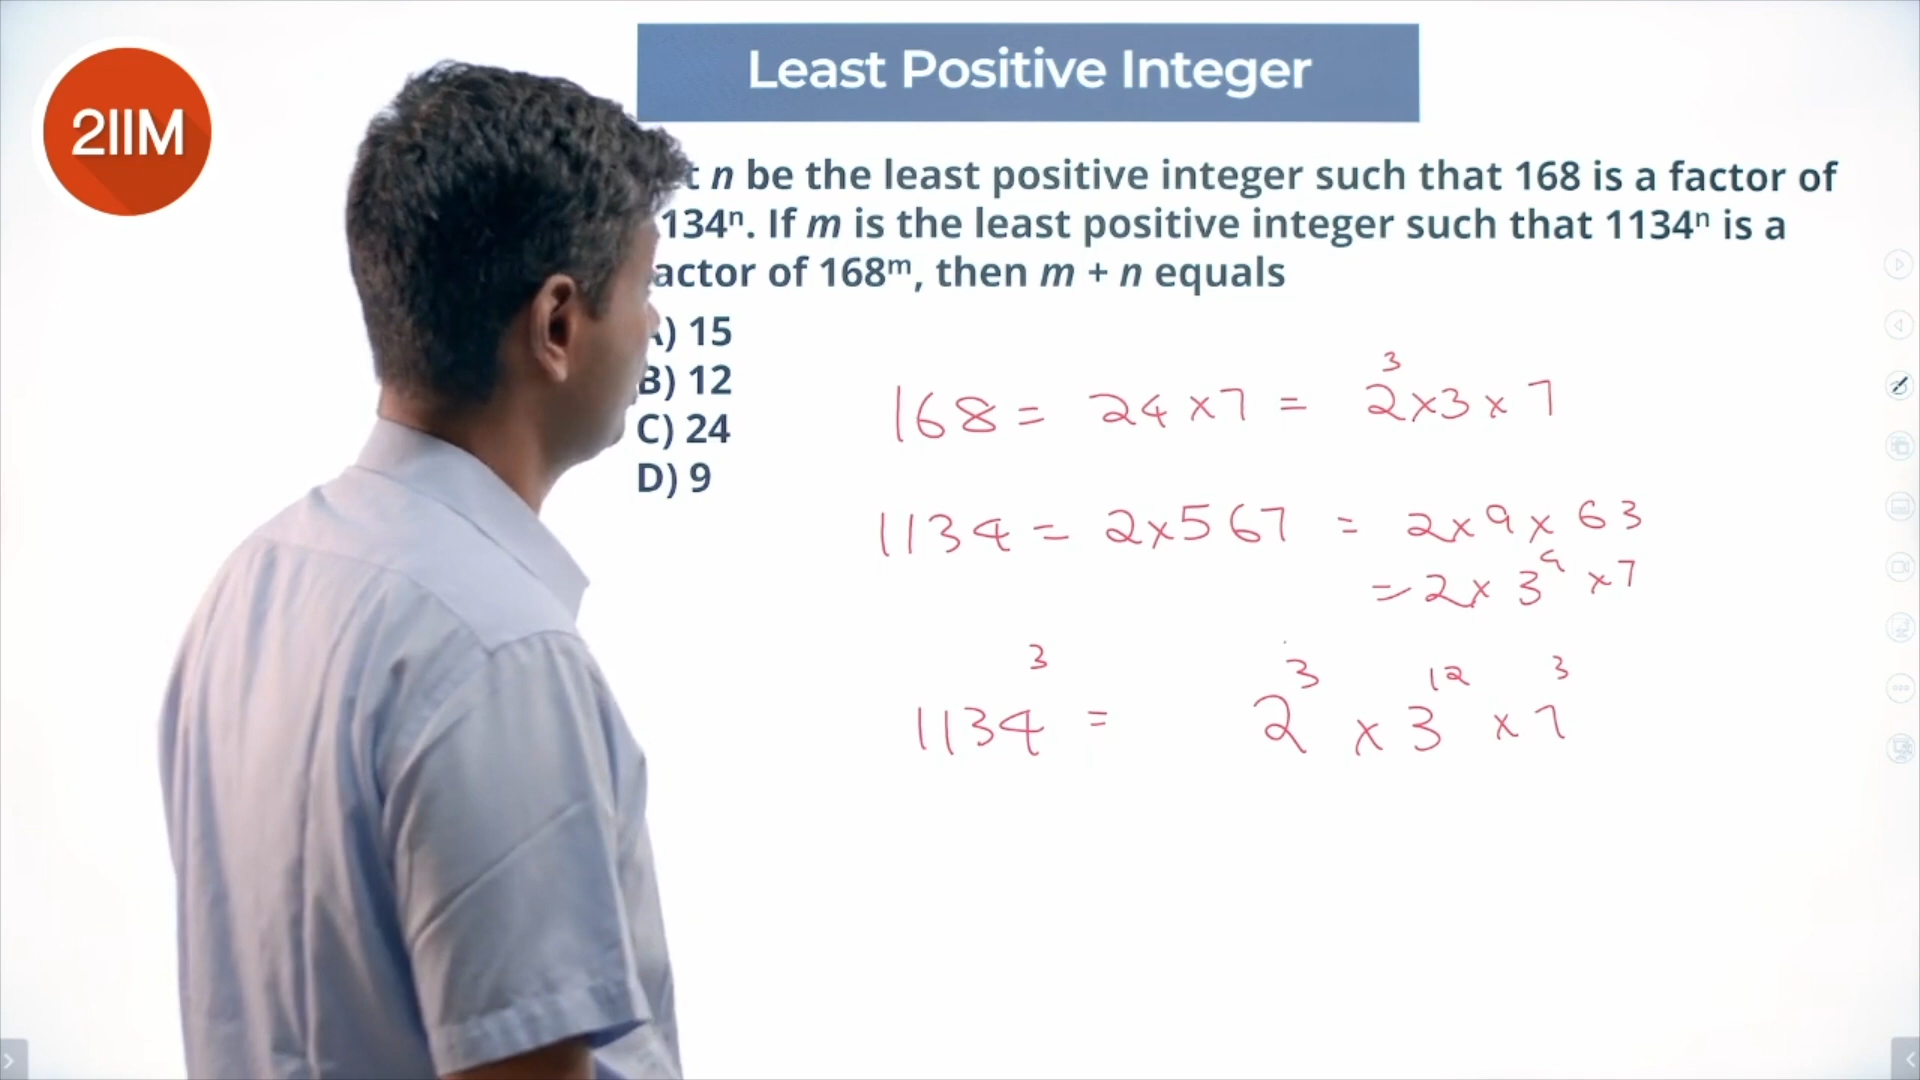 2IIM
Least Positive Integer
n be the least positive integer such that 168 is a factor of
134ⁿ. If m is the least positive integer such that 1134ⁿ is a
actor of 168ᵐ, then m + n equals
A) 15
B) 12
C) 24
D) 9
168 = 24 x 7 = 2³ x 3 x 7
1134 = 2 x 567 = 2 x 9 x 63
= 2 x 3⁴ x 7
1134³ = 2³ x 3¹² x 7³